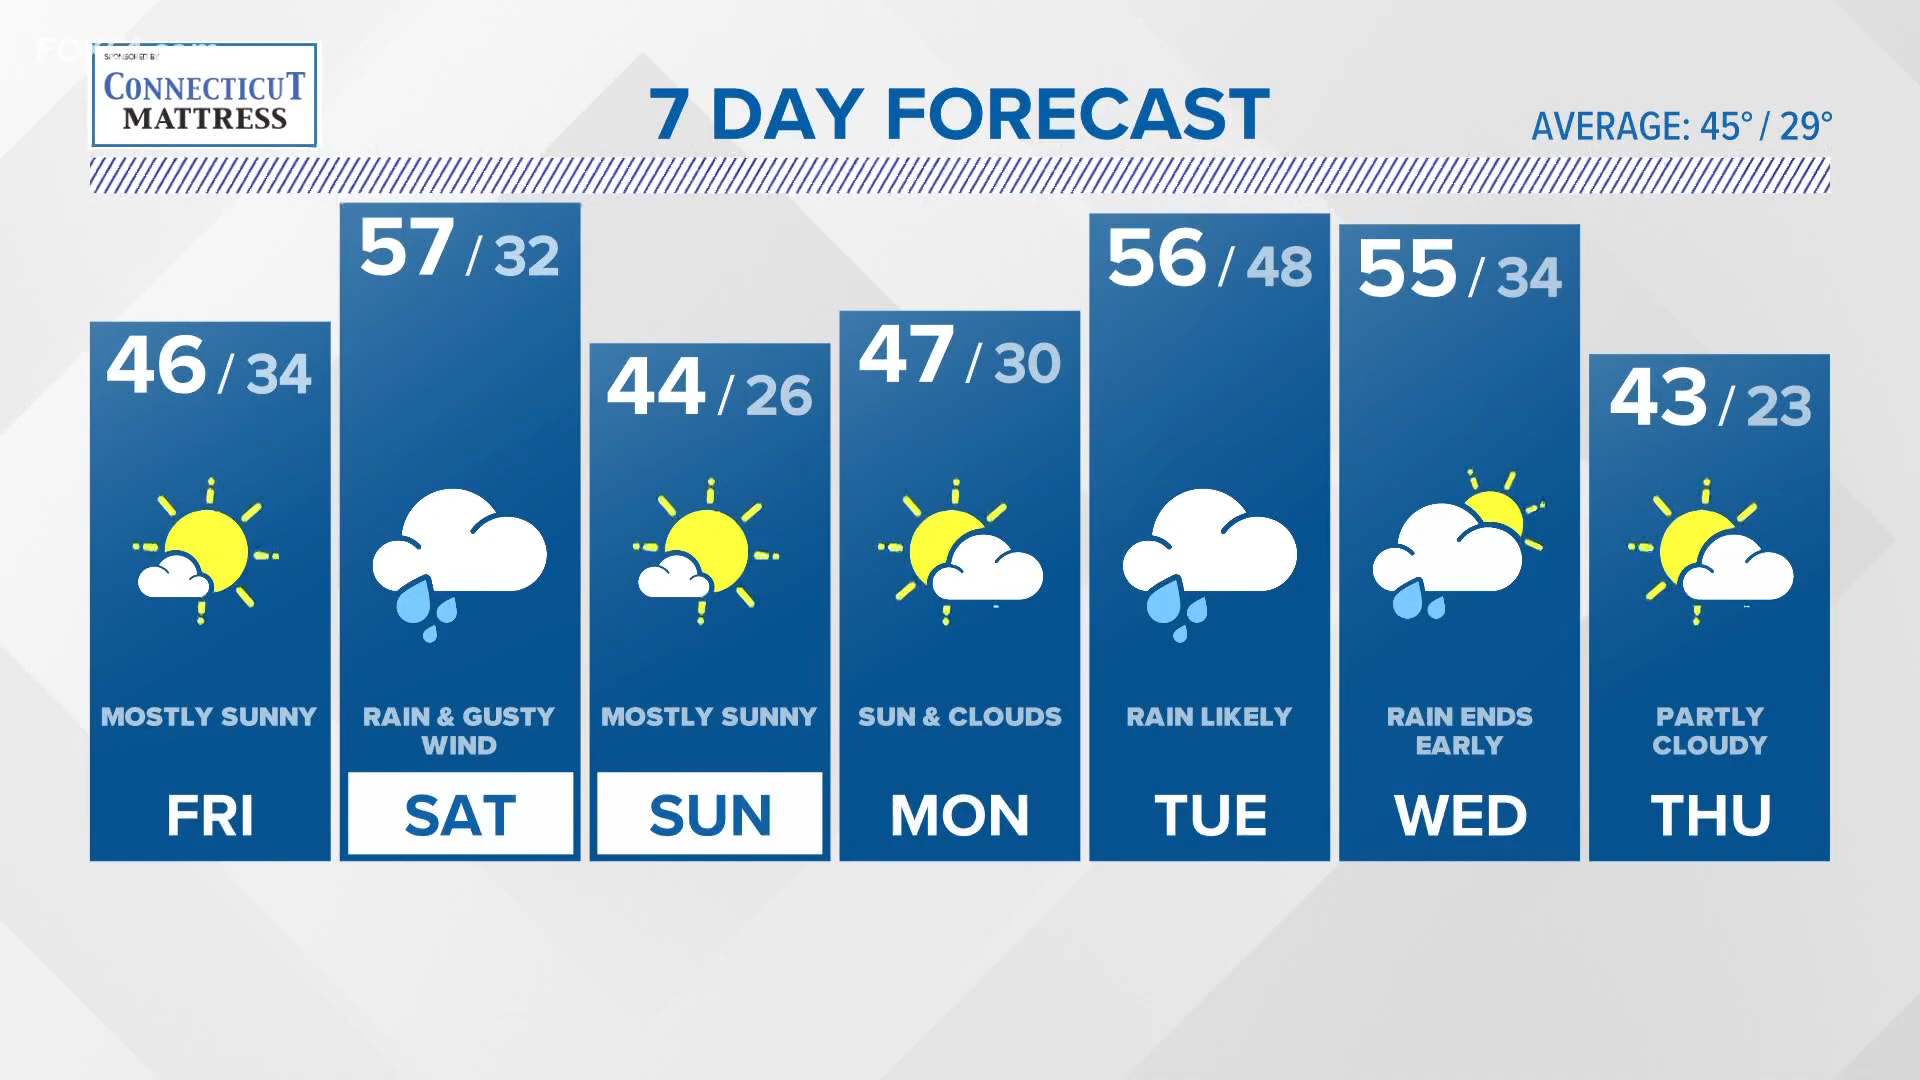 SPONSORED BY
CONNECTICUT
MATTRESS
7 DAY FORECAST
AVERAGE: 45° / 29°
46 / 34
MOSTLY SUNNY
FRI
57 / 32
RAIN & GUSTY
WIND
SAT
44 / 26
MOSTLY SUNNY
SUN
47 / 30
SUN & CLOUDS
MON
56 / 48
RAIN LIKELY
TUE
55 / 34
RAIN ENDS
EARLY
WED
43 / 23
PARTLY
CLOUDY
THU